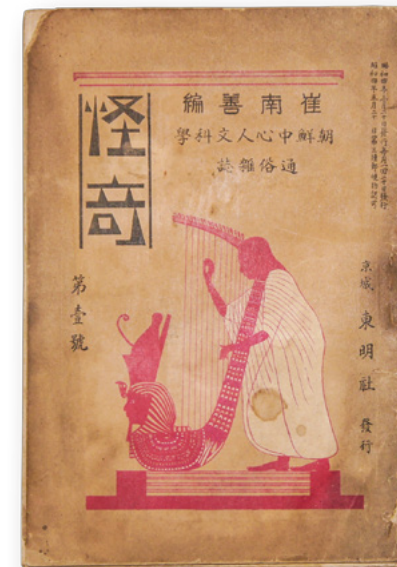 崔南善編
朝鮮中心人文科學
通俗雜誌
怪奇
第壹號
京城 東明社 發行